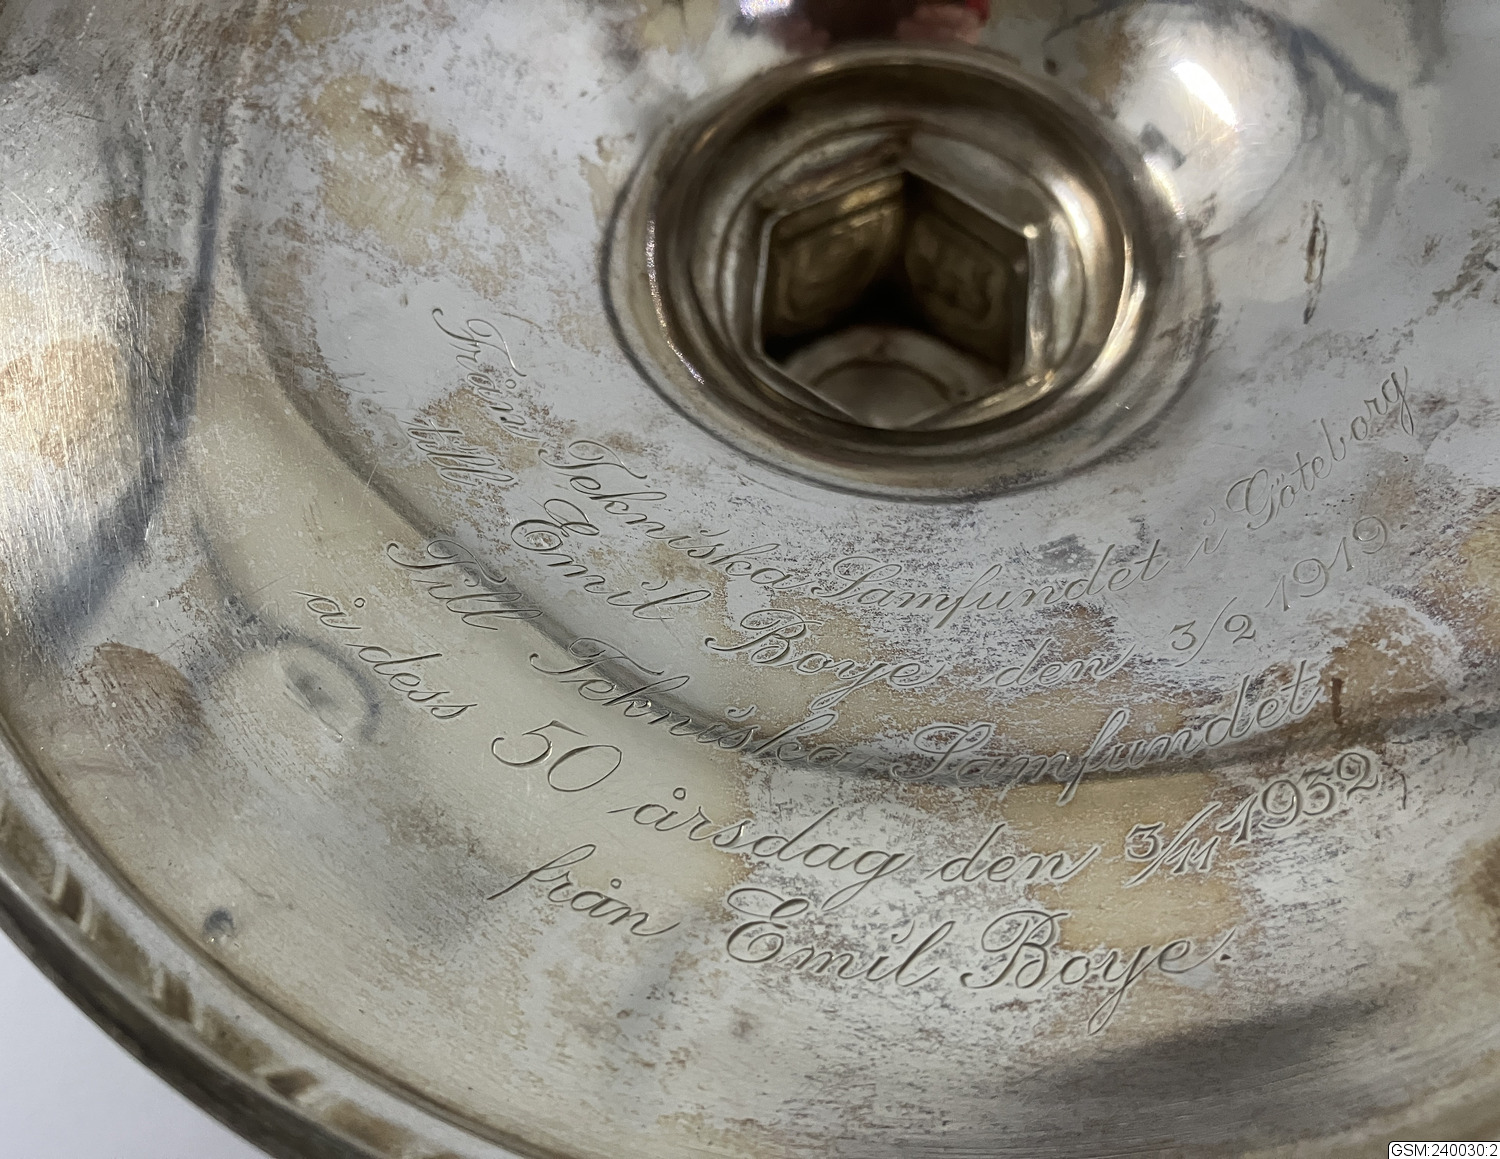 Från Tekniska Samfundet i Göteborg
till Emil Boye den 3/2 1919
Till Tekniska Samfundet
å dess 50 årsdag den 3/11 1932
från Emil Boye.
GSM:240030:2